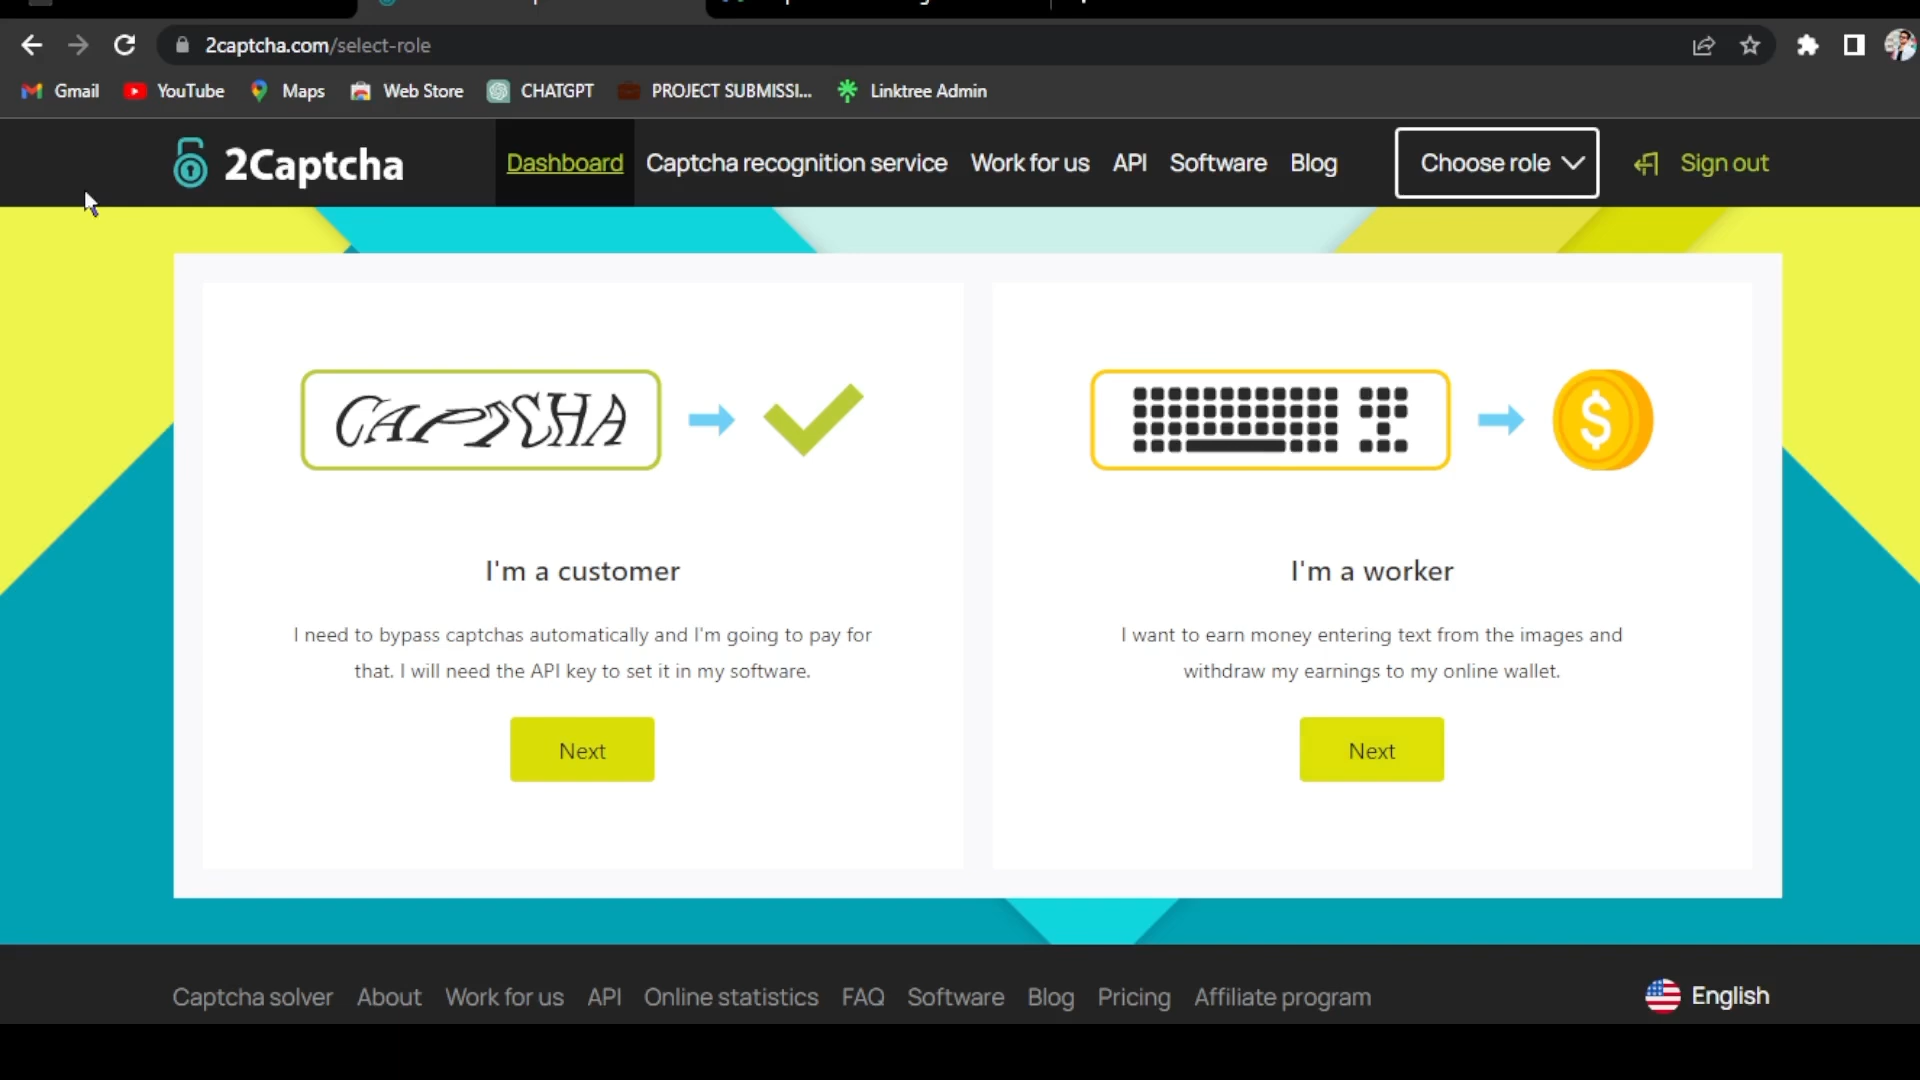 2captcha.com/select-role
Gmail YouTube Maps Web Store CHATGPT PROJECT SUBMISSI... Linktree Admin
2Captcha Dashboard Captcha recognition service Work for us API Software Blog Choose role Sign out
CAPTCHA
$
I'm a customer
I need to bypass captchas automatically and I'm going to pay for
that. I will need the API key to set it in my software.
Next
I'm a worker
I want to earn money entering text from the images and
withdraw my earnings to my online wallet.
Next
Captcha solver About Work for us API Online statistics FAQ Software Blog Pricing Affiliate program English